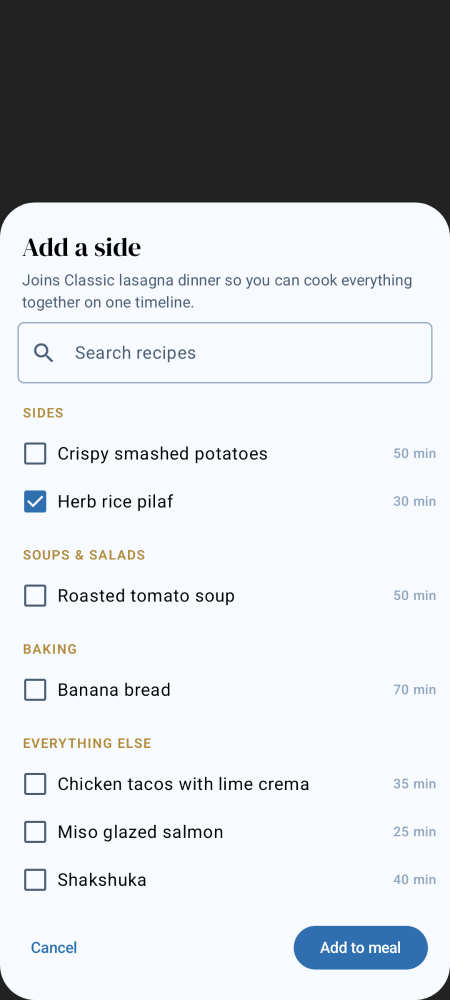 Add a side
Joins Classic lasagna dinner so you can cook everything
together on one timeline.
Search recipes
SIDES
Crispy smashed potatoes 50 min
Herb rice pilaf 30 min
SOUPS & SALADS
Roasted tomato soup 50 min
BAKING
Banana bread 70 min
EVERYTHING ELSE
Chicken tacos with lime crema 35 min
Miso glazed salmon 25 min
Shakshuka 40 min
Cancel Add to meal